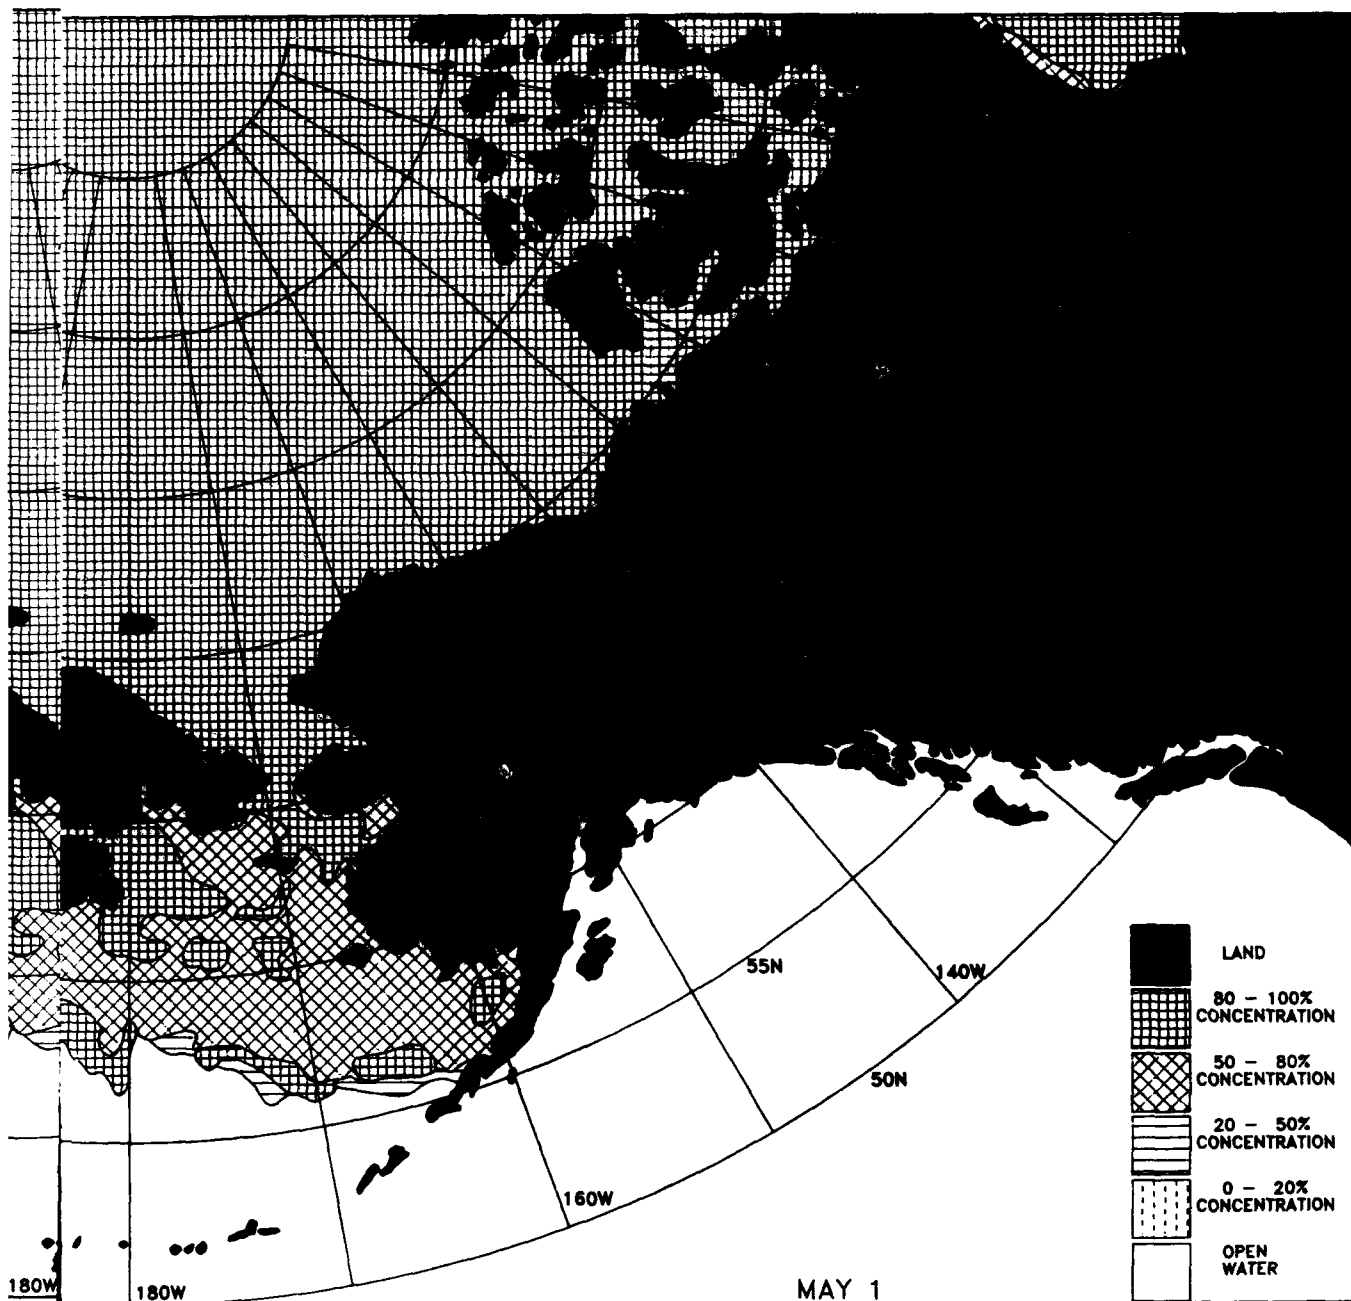 55N
140W
50N
160W
180W
180W
MAY 1
LAND
80 - 100%
CONCENTRATION
50 - 80%
CONCENTRATION
20 - 50%
CONCENTRATION
0 - 20%
CONCENTRATION
OPEN
WATER